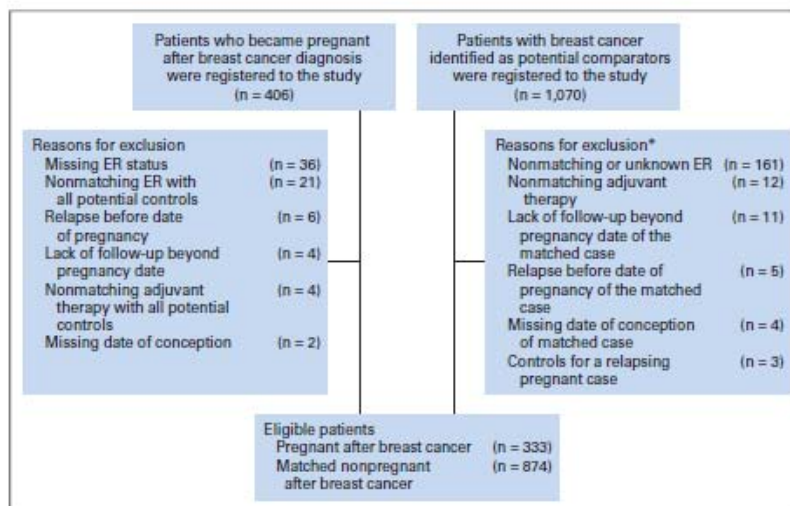 Patients who became pregnant
after breast cancer diagnosis
were registered to the study
(n = 406)
Patients with breast cancer
identified as potential comparators
were registered to the study
(n = 1,070)
Reasons for exclusion
Missing ER status (n = 36)
Nonmatching ER with (n = 21)
all potential controls
Relapse before date (n = 6)
of pregnancy
Lack of follow-up beyond (n = 4)
pregnancy date
Nonmatching adjuvant (n = 4)
therapy with all potential
controls
Missing date of conception (n = 2)
Reasons for exclusion*
Nonmatching or unknown ER (n = 161)
Nonmatching adjuvant (n = 12)
therapy
Lack of follow-up beyond (n = 11)
pregnancy date of the
matched case
Relapse before date of (n = 5)
pregnancy of the matched
case
Missing date of conception (n = 4)
of matched case
Controls for a relapsing (n = 3)
pregnant case
Eligible patients
Pregnant after breast cancer (n = 333)
Matched nonpregnant (n = 874)
after breast cancer